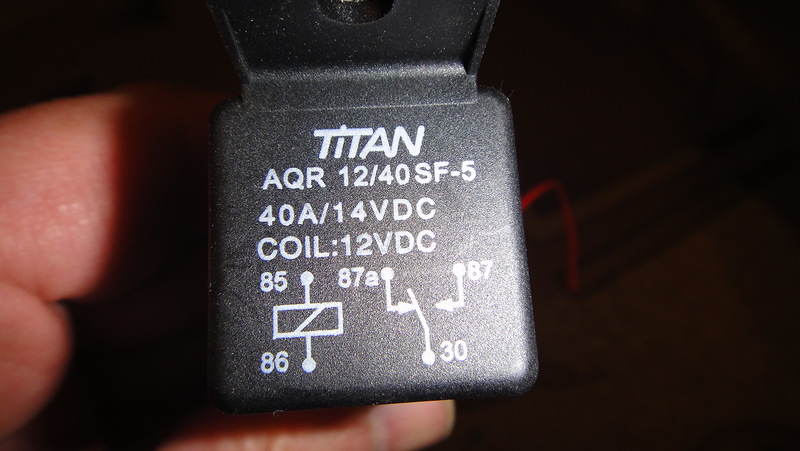 TiTAN
AQR 12/40SF-5
40A/14VDC
COIL:12VDC
85 87a 87
86 30